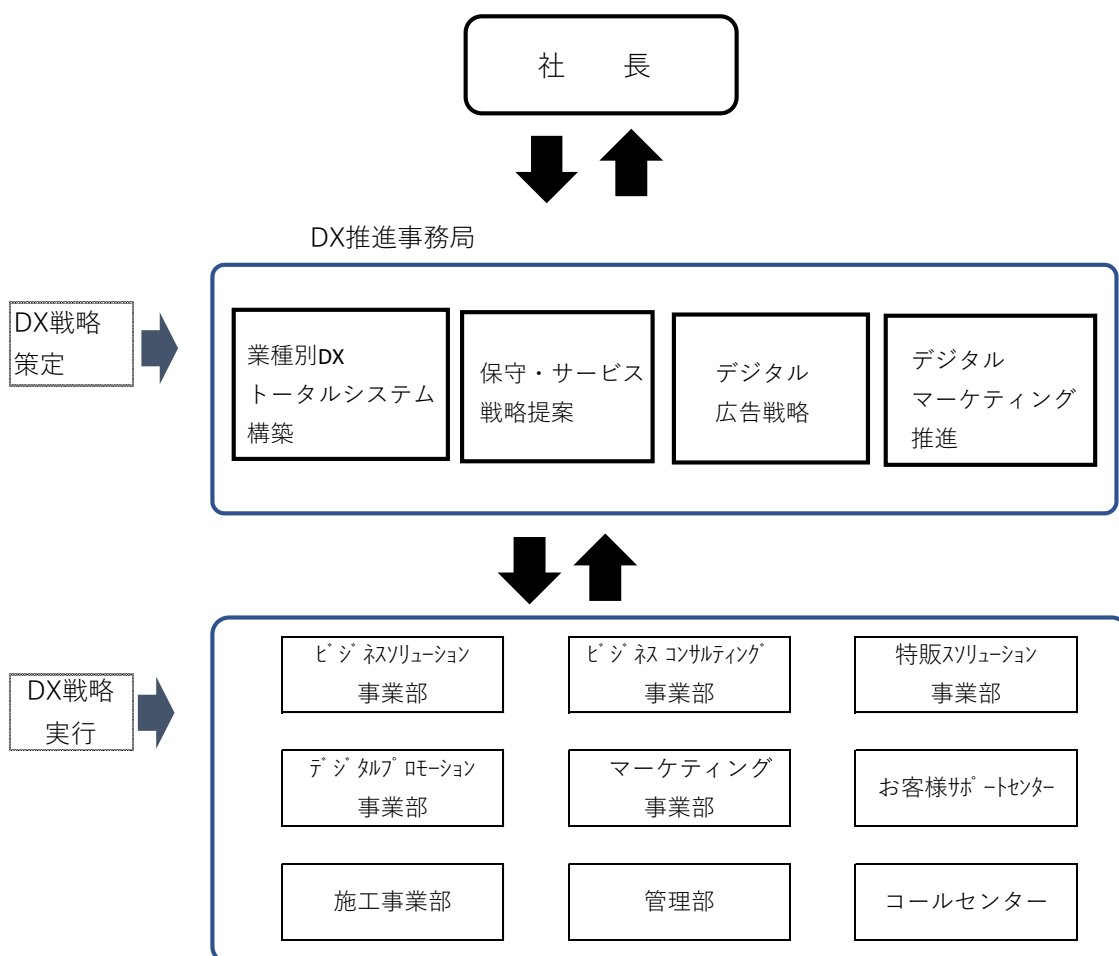 社　　長
DX推進事務局
DX戦略
策定
業種別DX
トータルシステム
構築
保守・サービス
戦略提案
デジタル
広告戦略
デジタル
マーケティング
推進
DX戦略
実行
ﾋﾞｼﾞﾈｽｿﾘｭｰｼｮﾝ
事業部
ﾋﾞｼﾞﾈｽ ｺﾝｻﾙﾃｨﾝｸﾞ
事業部
特販ｽﾘｭｰｼｮﾝ
事業部
ﾃﾞｼﾞﾀﾙﾌﾟﾛﾓｰｼｮﾝ
事業部
マーケティング
事業部
お客様ｻﾎﾟｰﾄｾﾝﾀｰ
施工事業部
管理部
コールセンター